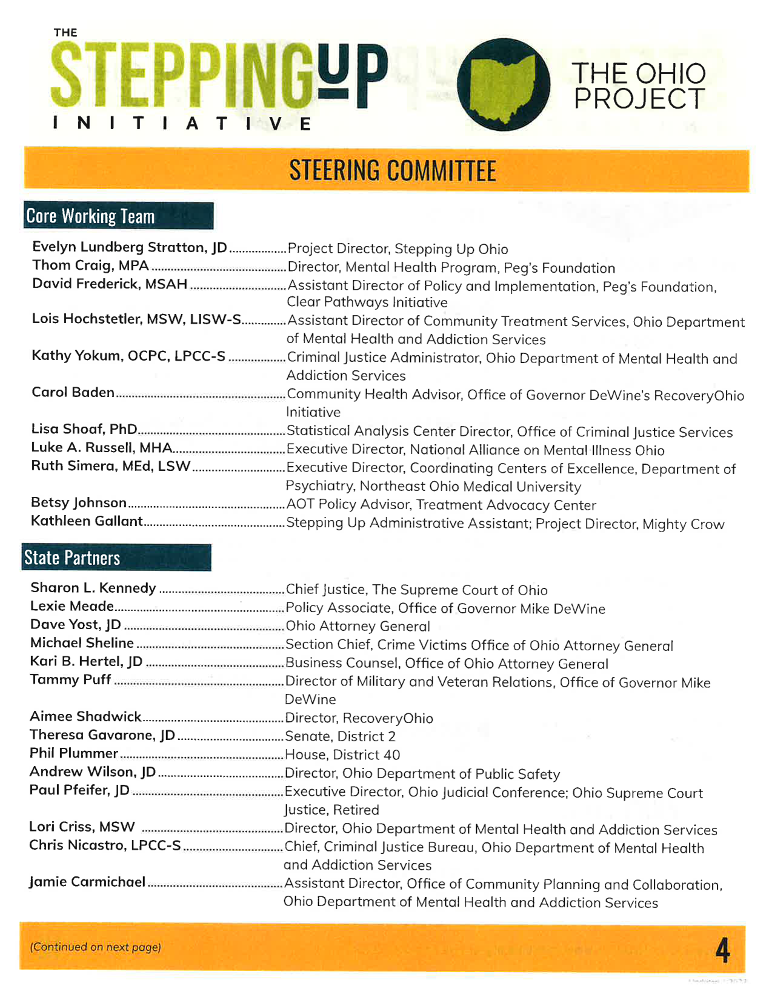 THE
STEPPINGUP
INITIATIVE
THE OHIO
PROJECT
STEERING COMMITTEE
Core Working Team
Evelyn Lundberg Stratton, JD..................Project Director, Stepping Up Ohio
Thom Craig, MPA...........................................Director, Mental Health Program, Peg's Foundation
David Frederick, MSAH..............................Assistant Director of Policy and Implementation, Peg's Foundation,
Clear Pathways Initiative
Lois Hochstetler, MSW, LISW-S..............Assistant Director of Community Treatment Services, Ohio Department
of Mental Health and Addiction Services
Kathy Yokum, OCPC, LPCC-S..................Criminal Justice Administrator, Ohio Department of Mental Health and
Addiction Services
Carol Baden.....................................................Community Health Advisor, Office of Governor DeWine's RecoveryOhio
Initiative
Lisa Shoaf, PhD..............................................Statistical Analysis Center Director, Office of Criminal Justice Services
Luke A. Russell, MHA...................................Executive Director, National Alliance on Mental Illness Ohio
Ruth Simera, MEd, LSW.............................Executive Director, Coordinating Centers of Excellence, Department of
Psychiatry, Northeast Ohio Medical University
Betsy Johnson.................................................AOT Policy Advisor, Treatment Advocacy Center
Kathleen Gallant............................................Stepping Up Administrative Assistant; Project Director, Mighty Crow
State Partners
Sharon L. Kennedy.......................................Chief Justice, The Supreme Court of Ohio
Lexie Meade.....................................................Policy Associate, Office of Governor Mike DeWine
Dave Yost, JD..................................................Ohio Attorney General
Michael Sheline..............................................Section Chief, Crime Victims Office of Ohio Attorney General
Kari B. Hertel, JD...........................................Business Counsel, Office of Ohio Attorney General
Tammy Puff.....................................................Director of Military and Veteran Relations, Office of Governor Mike
DeWine
Aimee Shadwick............................................Director, RecoveryOhio
Theresa Gavarone, JD.................................Senate, District 2
Phil Plummer...................................................House, District 40
Andrew Wilson, JD.......................................Director, Ohio Department of Public Safety
Paul Pfeifer, JD...............................................Executive Director, Ohio Judicial Conference; Ohio Supreme Court
Justice, Retired
Lori Criss, MSW ............................................Director, Ohio Department of Mental Health and Addiction Services
Chris Nicastro, LPCC-S...............................Chief, Criminal Justice Bureau, Ohio Department of Mental Health
and Addiction Services
Jamie Carmichael..........................................Assistant Director, Office of Community Planning and Collaboration,
Ohio Department of Mental Health and Addiction Services
(Continued on next page)
4